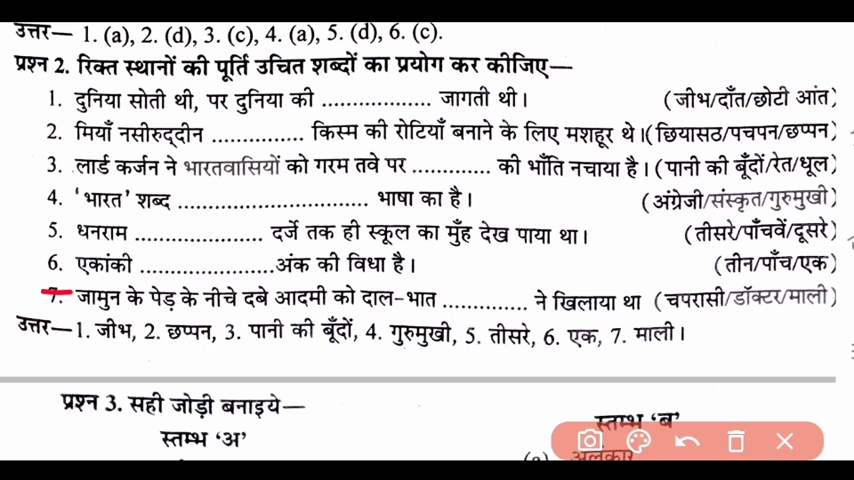 उत्तर— 1. (a), 2. (d), 3. (c), 4. (a), 5. (d), 6. (c).
प्रश्न 2. रिक्त स्थानों की पूर्ति उचित शब्दों का प्रयोग कर कीजिए—
1. दुनिया सोती थी, पर दुनिया की .................. जागती थी। (जीभ/दाँत/छोटी आंत)
2. मियाँ नसीरुद्दीन ............... किस्म की रोटियाँ बनाने के लिए मशहूर थे। (छियासठ/पचपन/छप्पन)
3. लार्ड कर्जन ने भारतवासियों को गरम तवे पर ............. की भाँति नचाया है। (पानी की बूँदों/रेत/धूल)
4. 'भारत' शब्द ............................... भाषा का है। (अंग्रेजी/संस्कृत/गुरुमुखी)
5. धनराम ..................... दर्जे तक ही स्कूल का मुँह देख पाया था। (तीसरे/पाँचवें/दूसरे)
6. एकांकी ......................अंक की विधा है। (तीन/पाँच/एक)
7. जामुन के पेड़ के नीचे दबे आदमी को दाल-भात .............. ने खिलाया था (चपरासी/डॉक्टर/माली)
उत्तर—1. जीभ, 2. छप्पन, 3. पानी की बूँदों, 4. गुरुमुखी, 5. तीसरे, 6. एक, 7. माली।
प्रश्न 3. सही जोड़ी बनाइये—
स्तम्भ 'अ' स्तम्भ 'ब'
(a) अलंकार